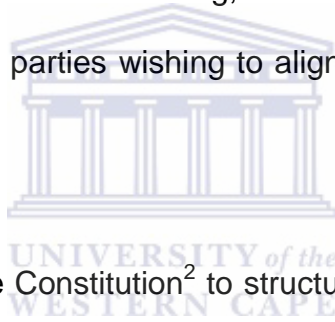 g,
parties wishing to align
UNIVERSITY of the
e Constitution² to structu
WESTERN CAPE